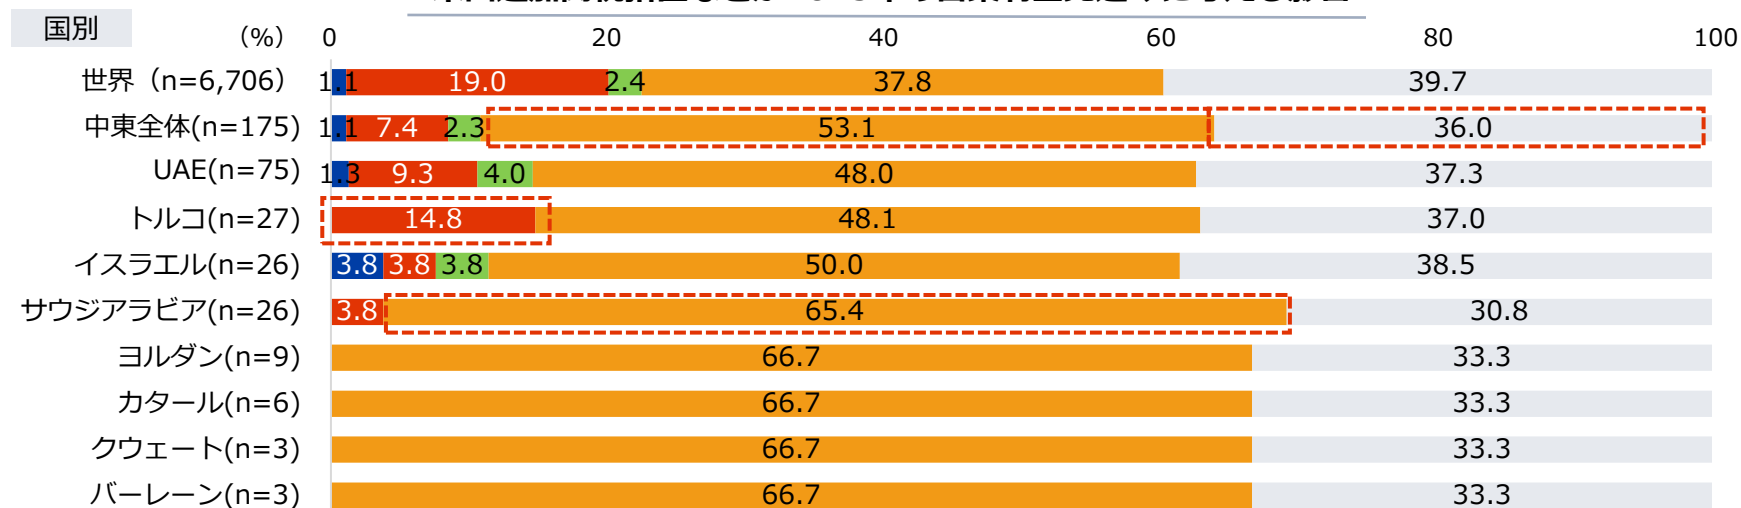 国別 （%） 0 20 40 60 80 100
世界（n=6,706） 1.1 19.0 2.4 37.8 39.7
中東全体(n=175) 1.1 7.4 2.3 53.1 36.0
UAE(n=75) 1.3 9.3 4.0 48.0 37.3
トルコ(n=27) 14.8 48.1 37.0
イスラエル(n=26) 3.8 3.8 3.8 50.0 38.5
サウジアラビア(n=26) 3.8 65.4 30.8
ヨルダン(n=9) 66.7 33.3
カタール(n=6) 66.7 33.3
クウェート(n=3) 66.7 33.3
バーレーン(n=3) 66.7 33.3